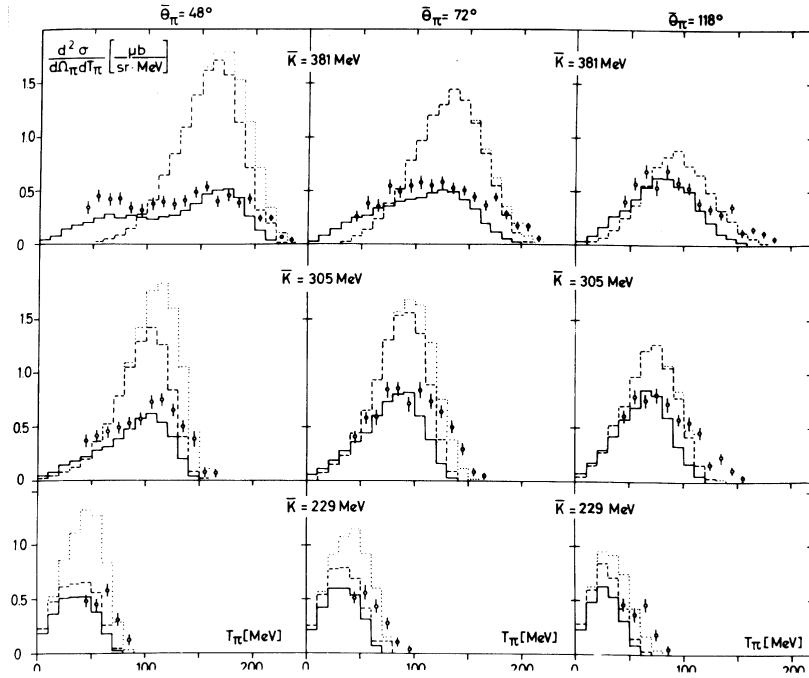 θ̄π = 48° θ̄π = 72° θ̄π = 118°
d²σ/dΩπdTπ [μb/sr·MeV] K̄ = 381 MeV K̄ = 381 MeV
1.5
1.0
0.5
0
K̄ = 305 MeV K̄ = 305 MeV
1.5
1.0
0.5
0
K̄ = 229 MeV K̄ = 229 MeV
1.0
0.5
0
Tπ [MeV] Tπ [MeV] Tπ [MeV]
0 100 200 0 100 200 0 100 200